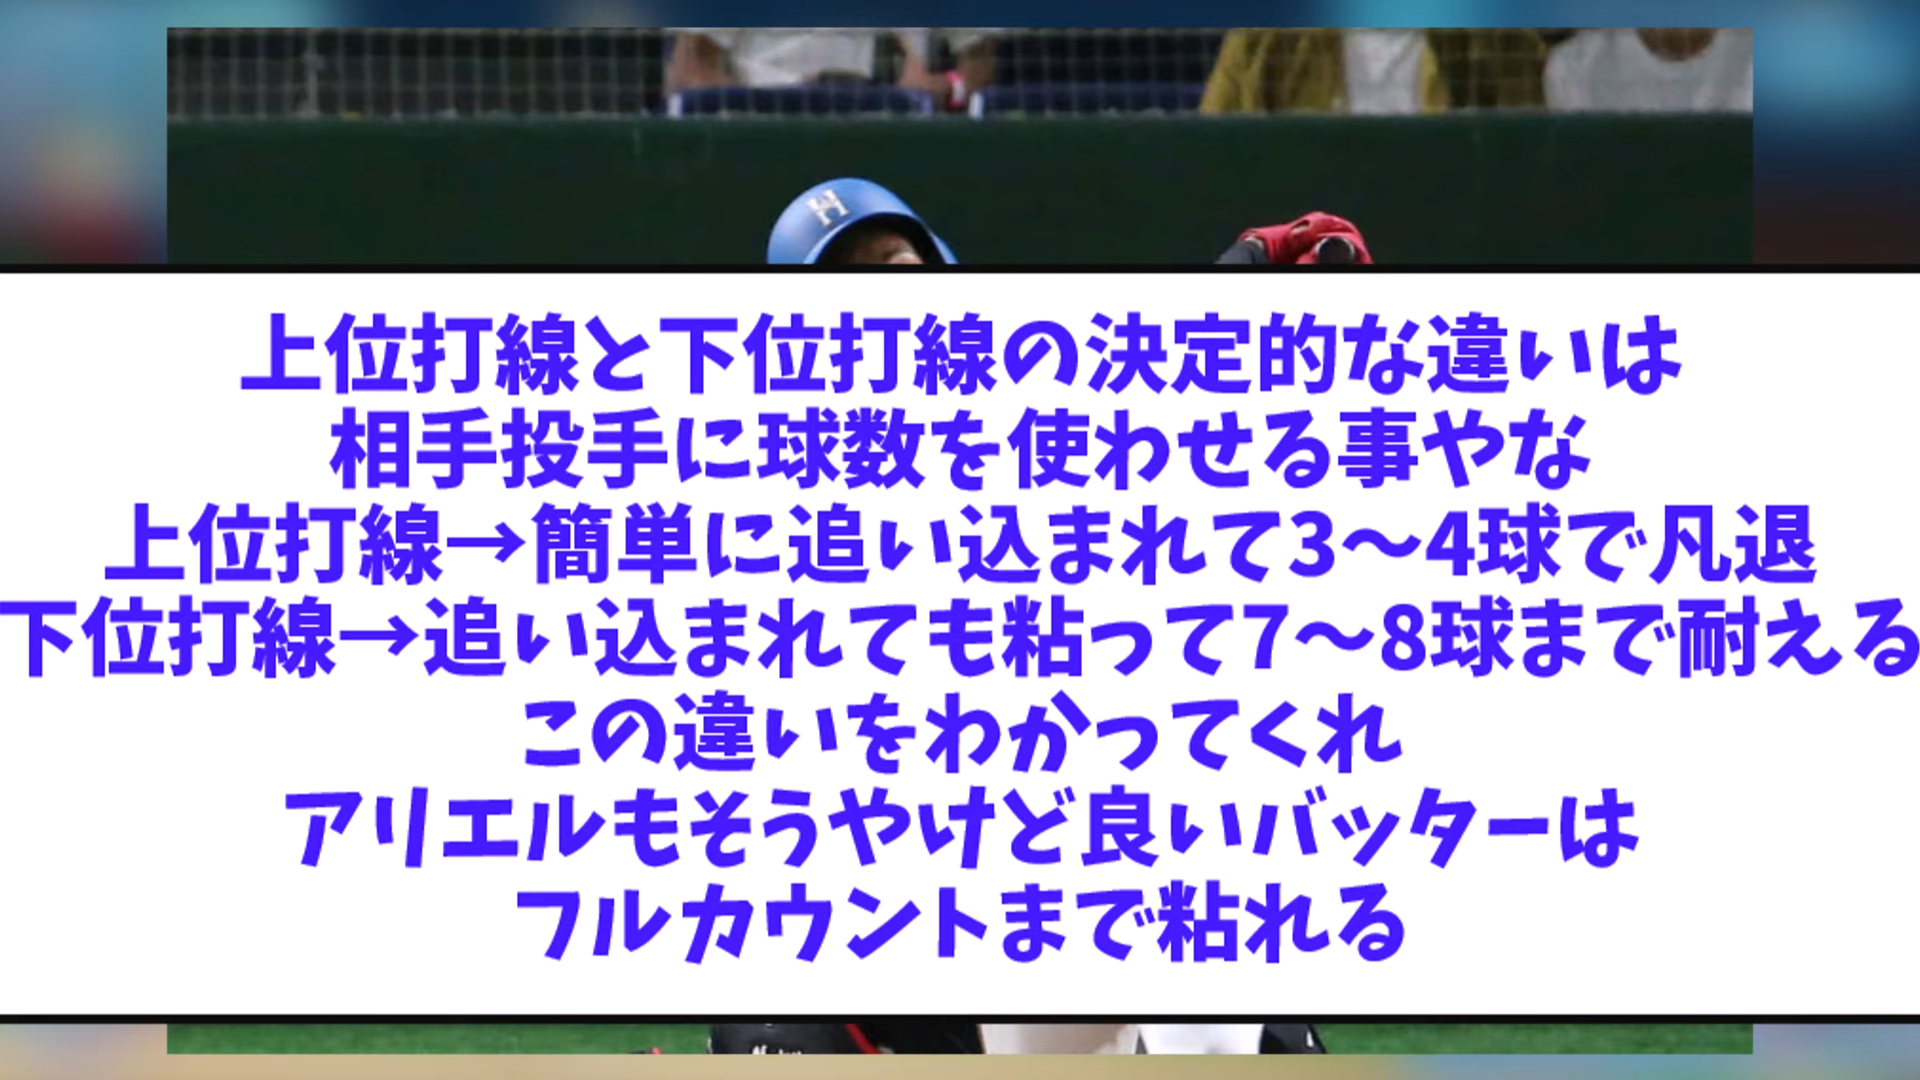 H
上位打線と下位打線の決定的な違いは
相手投手に球数を使わせる事やな
上位打線→簡単に追い込まれて3〜4球で凡退
下位打線→追い込まれても粘って7〜8球まで耐える
この違いをわかってくれ
アリエルもそうやけど良いバッターは
フルカウントまで粘れる